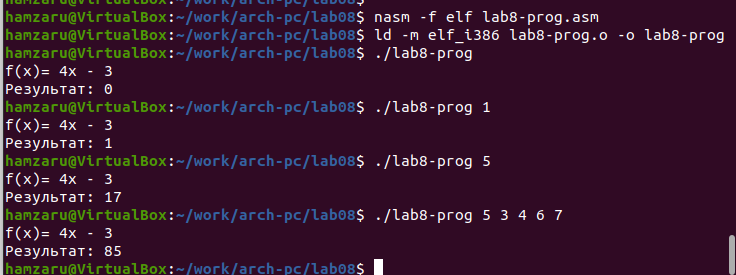 hamzaru@VirtualBox:~/work/arch-pc/lab08$ nasm -f elf lab8-prog.asm
hamzaru@VirtualBox:~/work/arch-pc/lab08$ ld -m elf_i386 lab8-prog.o -o lab8-prog
hamzaru@VirtualBox:~/work/arch-pc/lab08$ ./lab8-prog
f(x)= 4x - 3
Результат: 0
hamzaru@VirtualBox:~/work/arch-pc/lab08$ ./lab8-prog 1
f(x)= 4x - 3
Результат: 1
hamzaru@VirtualBox:~/work/arch-pc/lab08$ ./lab8-prog 5
f(x)= 4x - 3
Результат: 17
hamzaru@VirtualBox:~/work/arch-pc/lab08$ ./lab8-prog 5 3 4 6 7
f(x)= 4x - 3
Результат: 85
hamzaru@VirtualBox:~/work/arch-pc/lab08$